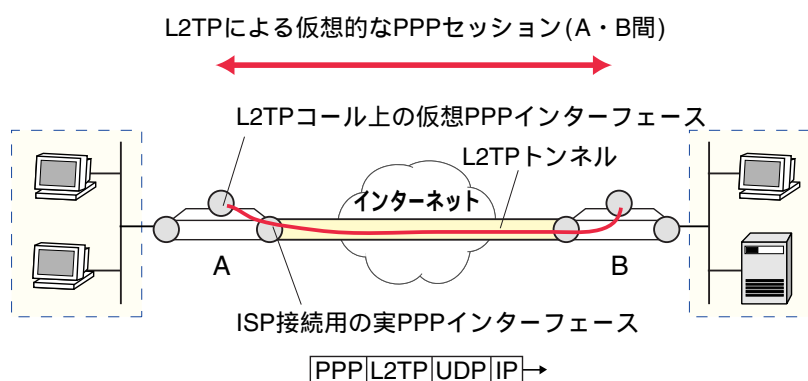 L2TPによる仮想的なPPPセッション(A・B間)
L2TPコール上の仮想PPPインターフェース
L2TPトンネル
インターネット
A
B
ISP接続用の実PPPインターフェース
PPP L2TP UDP IP